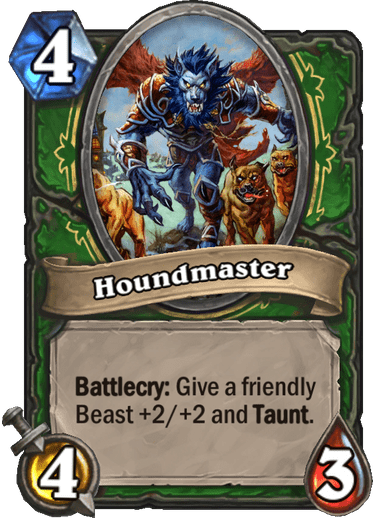 4
Houndmaster
Battlecry: Give a friendly
Beast +2/+2 and Taunt.
4
3